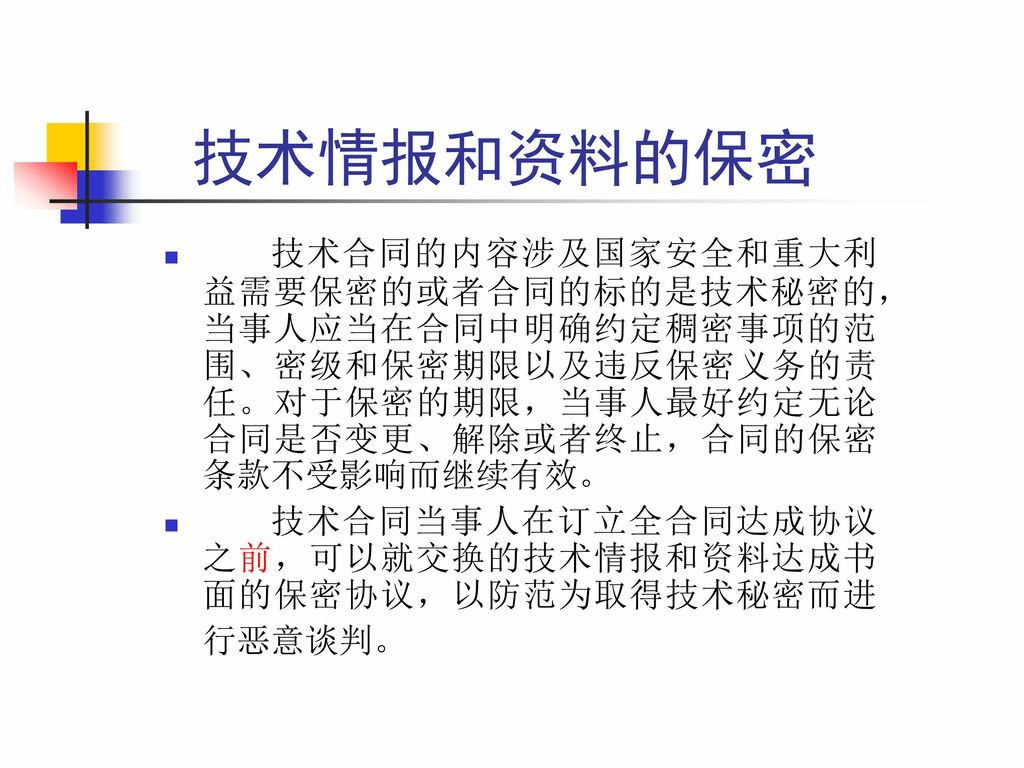 技术情报和资料的保密
技术合同的内容涉及国家安全和重大利
益需要保密的或者合同的标的是技术秘密的，
当事人应当在合同中明确约定稠密事项的范
围、密级和保密期限以及违反保密义务的责
任。对于保密的期限，当事人最好约定无论
合同是否变更、解除或者终止，合同的保密
条款不受影响而继续有效。
技术合同当事人在订立全合同达成协议
之前，可以就交换的技术情报和资料达成书
面的保密协议，以防范为取得技术秘密而进
行恶意谈判。